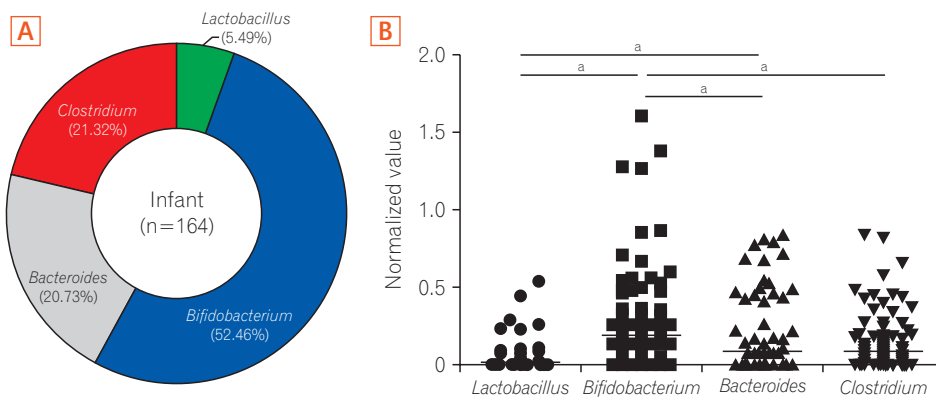 A
Lactobacillus
(5.49%)
Clostridium
(21.32%)
Infant
(n=164)
Bacteroides
(20.73%)
Bifidobacterium
(52.46%)
B
Normalized value
2.0
1.5
1.0
0.5
0
a
a
a
a
Lactobacillus
Bifidobacterium
Bacteroides
Clostridium